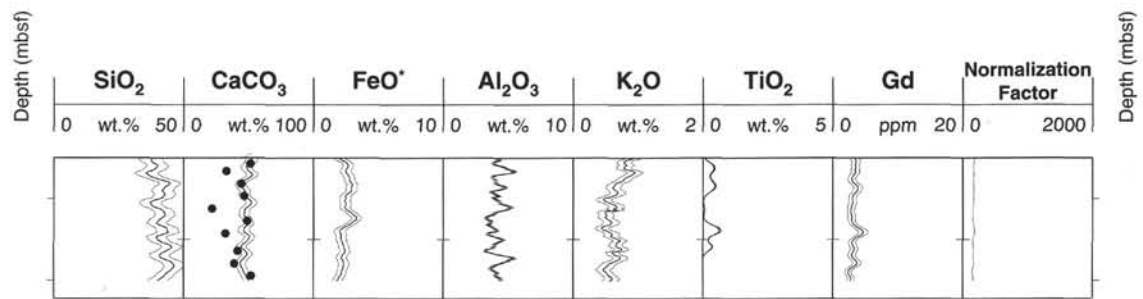 Depth (mbsf)
SiO₂ CaCO₃ FeO* Al₂O₃ K₂O TiO₂ Gd Normalization Factor
0 wt.% 50 0 wt.% 100 0 wt.% 10 0 wt.% 10 0 wt.% 2 0 wt.% 5 0 ppm 20 0 2000
Depth (mbsf)